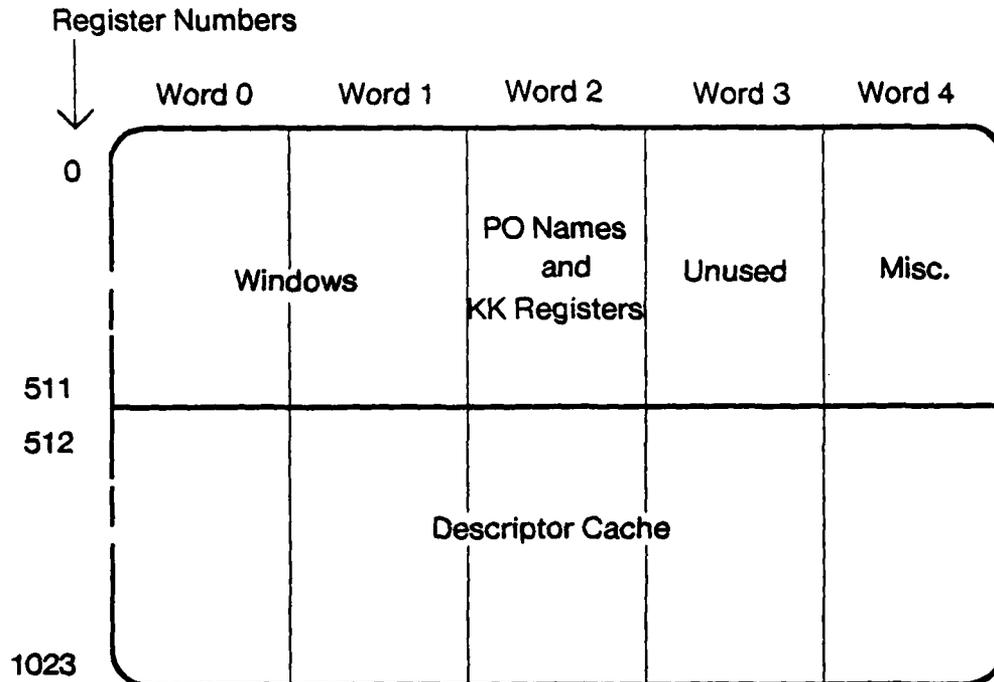 Register Numbers
Word 0 Word 1 Word 2 Word 3 Word 4
0
PO Names
and
KK Registers
Windows
Unused
Misc.
511
512
Descriptor Cache
1023